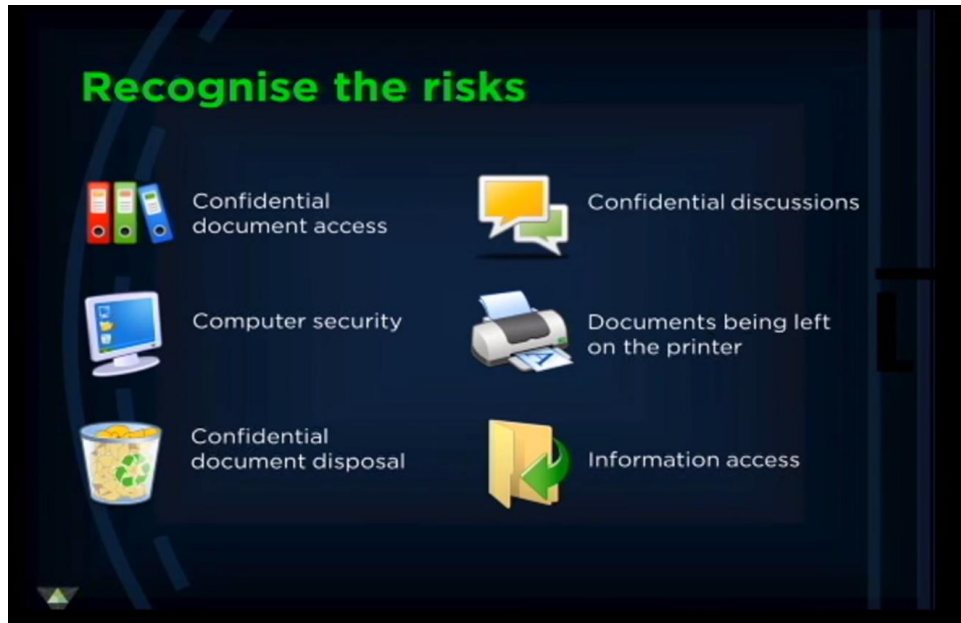 Recognise the risks
Confidential
document access
Confidential discussions
Computer security
Documents being left
on the printer
Confidential
document disposal
Information access